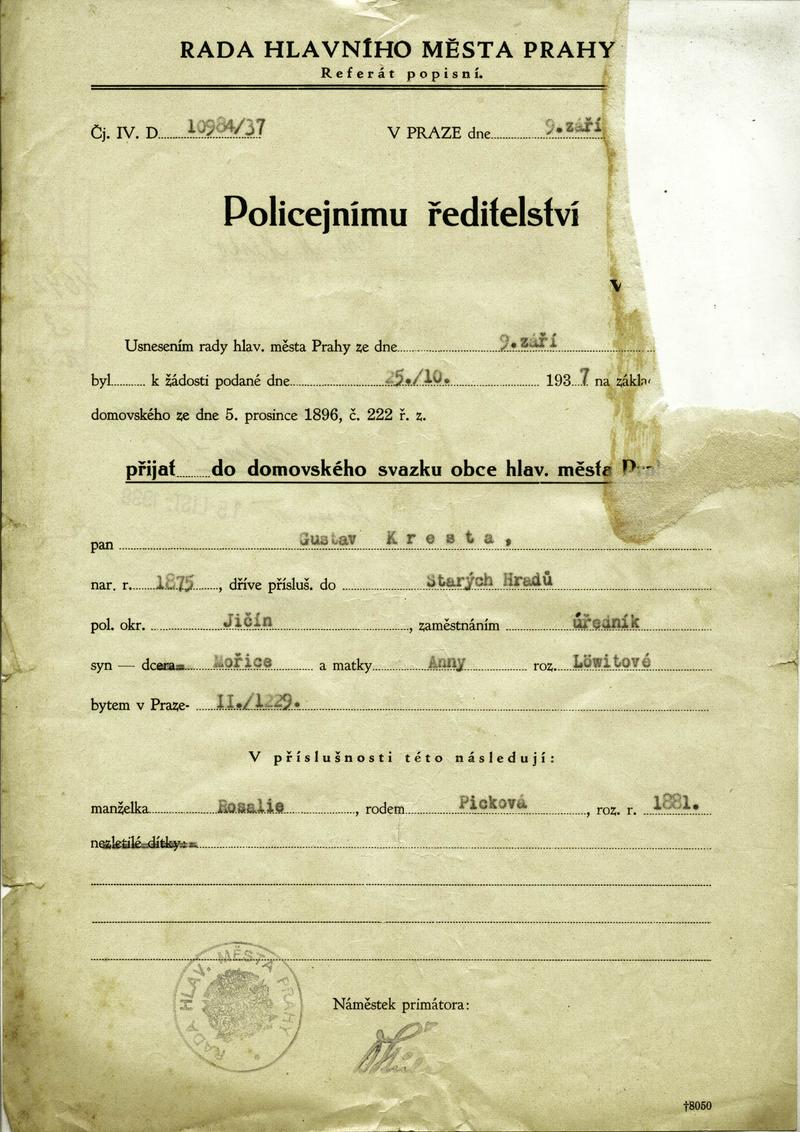 RADA HLAVNÍHO MĚSTA PRAHY
Referát popisní.
Čj. IV. D. 10984/37 V PRAZE dne 9.září
Policejnímu ředitelství
v
Usnesením rady hlav. města Prahy ze dne 9.září
byl k žádosti podané dne 25./10. 1937 na
domovského ze dne 5. prosince 1896, č. 222 ř. z.
přijat do domovského svazku obce hlav. města
pan Gustav Kresta,
nar. r. 1875, dříve přísluš. do Starých Hradů
pol. okr. Jičín, zaměstnáním úředník
syn — dcera Mořice a matky Anny roz. Löwitové
bytem v Praze- II./1229.
V příslušnosti této následují:
manželka Rosalie, rodem Picková, roz. r. 1881.
nezletilé dítky:
RADA HLAV. MĚSTA PRAHY
Náměstek primátora:
†8050